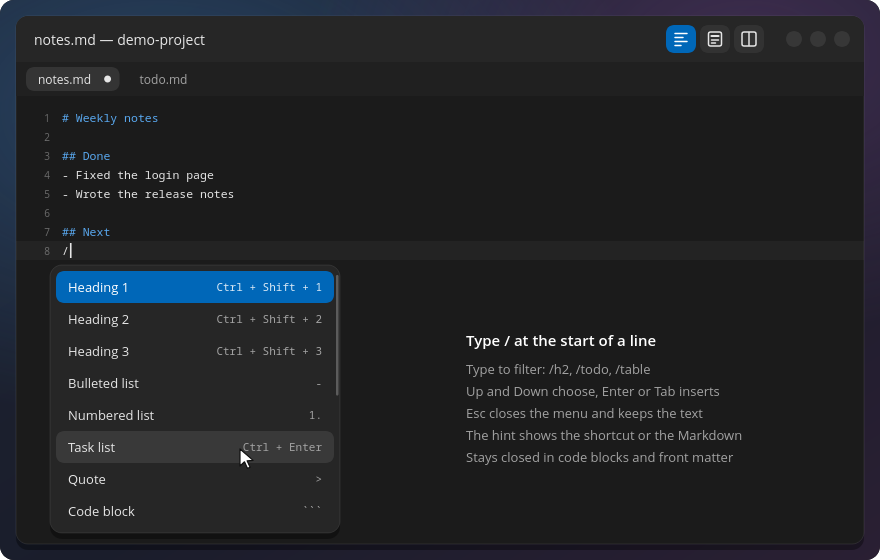 notes.md — demo-project
notes.md
todo.md
1 # Weekly notes
2
3 ## Done
4 - Fixed the login page
5 - Wrote the release notes
6
7 ## Next
8 /
Heading 1 Ctrl + Shift + 1
Heading 2 Ctrl + Shift + 2
Heading 3 Ctrl + Shift + 3
Bulleted list -
Numbered list 1.
Task list Ctrl + Enter
Quote >
Code block ```
Type / at the start of a line
Type to filter: /h2, /todo, /table
Up and Down choose, Enter or Tab inserts
Esc closes the menu and keeps the text
The hint shows the shortcut or the Markdown
Stays closed in code blocks and front matter